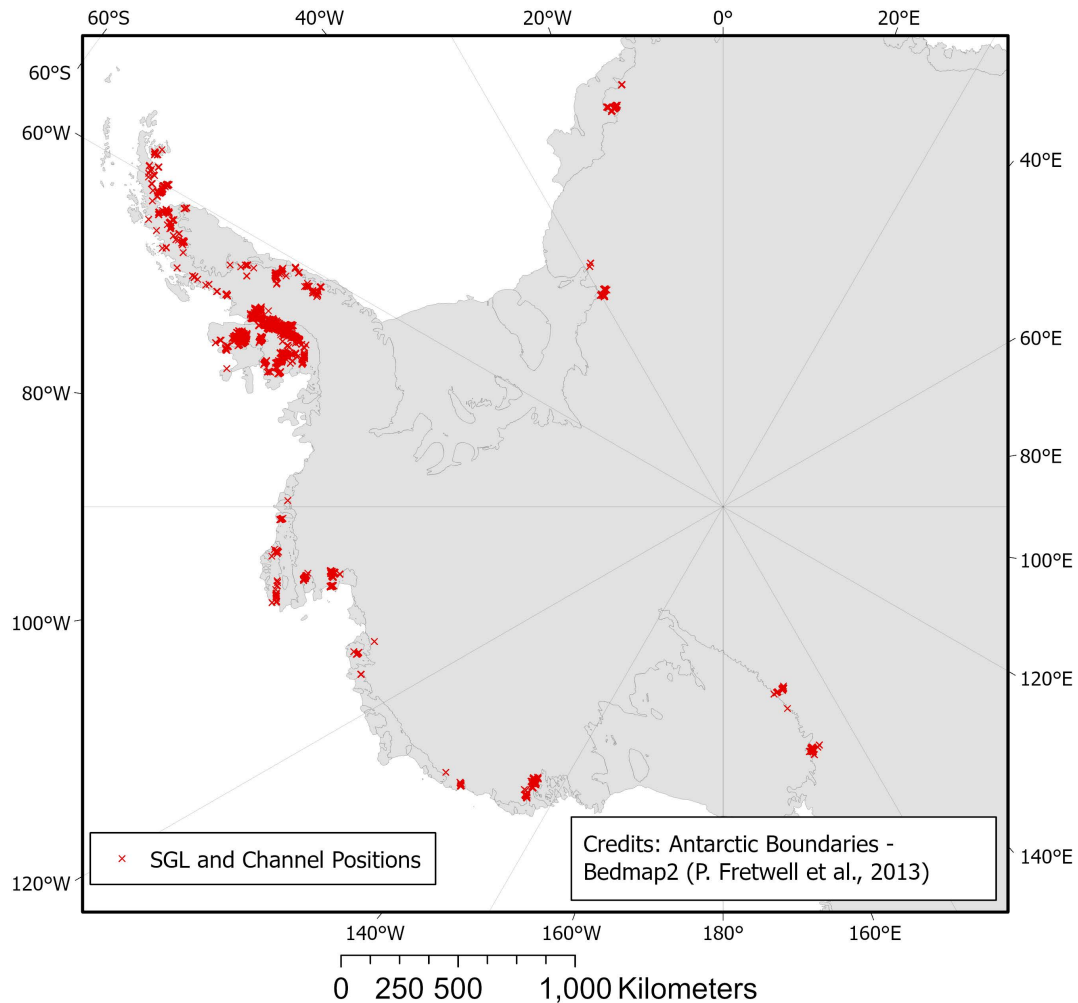 60°S 40°W 20°W 0° 20°E
60°S
60°W
40°E
60°E
80°W
80°E
100°E
100°W
120°E
SGL and Channel Positions
Credits: Antarctic Boundaries -
Bedmap2 (P. Fretwell et al., 2013)
140°E
120°W
140°W 160°W 180° 160°E
0 250 500 1,000 Kilometers